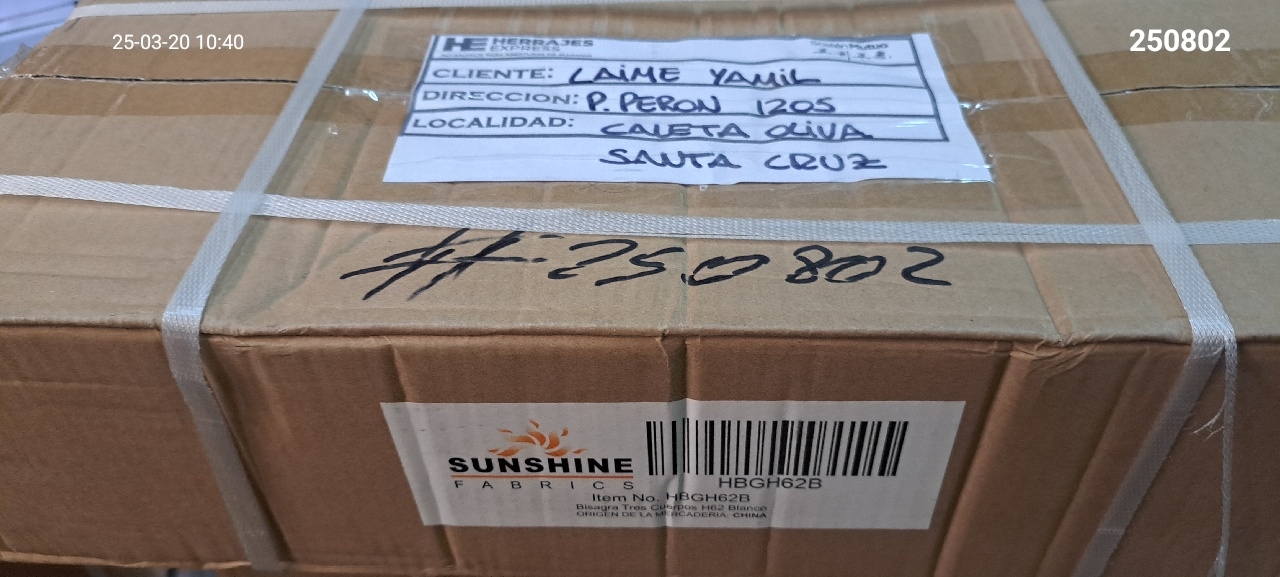 25-03-20 10:40
250802
HE HERRAJES
EXPRESS
CLIENTE: LAIME YAMIL
DIRECCION: P. PERON 1205
LOCALIDAD: CALETA OLIVA
SANTA CRUZ
#:250802
SUNSHINE
FABRICS
HBGH62B
Item No. HBGH62B
Bisagra Tres Cuerpos H62 Blanco
ORIGEN DE LA MERCADERIA: CHINA